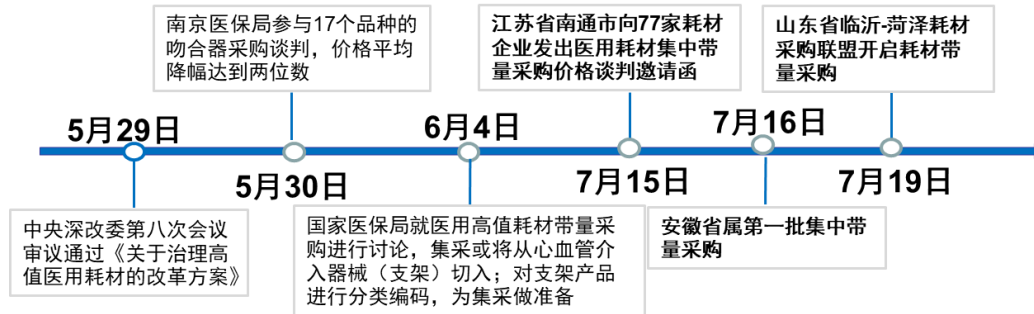 南京医保局参与17个品种的
吻合器采购谈判，价格平均
降幅达到两位数
江苏省南通市向77家耗材
企业发出医用耗材集中带
量采购价格谈判邀请函
山东省临沂-菏泽耗材
采购联盟开启耗材带
量采购
5月29日
5月30日
6月4日
7月15日
7月16日
7月19日
中央深改委第八次会议
审议通过《关于治理高
值医用耗材的改革方案》
国家医保局就医用高值耗材带量采
购进行讨论，集采或将从心血管介
入器械（支架）切入；对支架产品
进行分类编码，为集采做准备
安徽省属第一批集中带
量采购